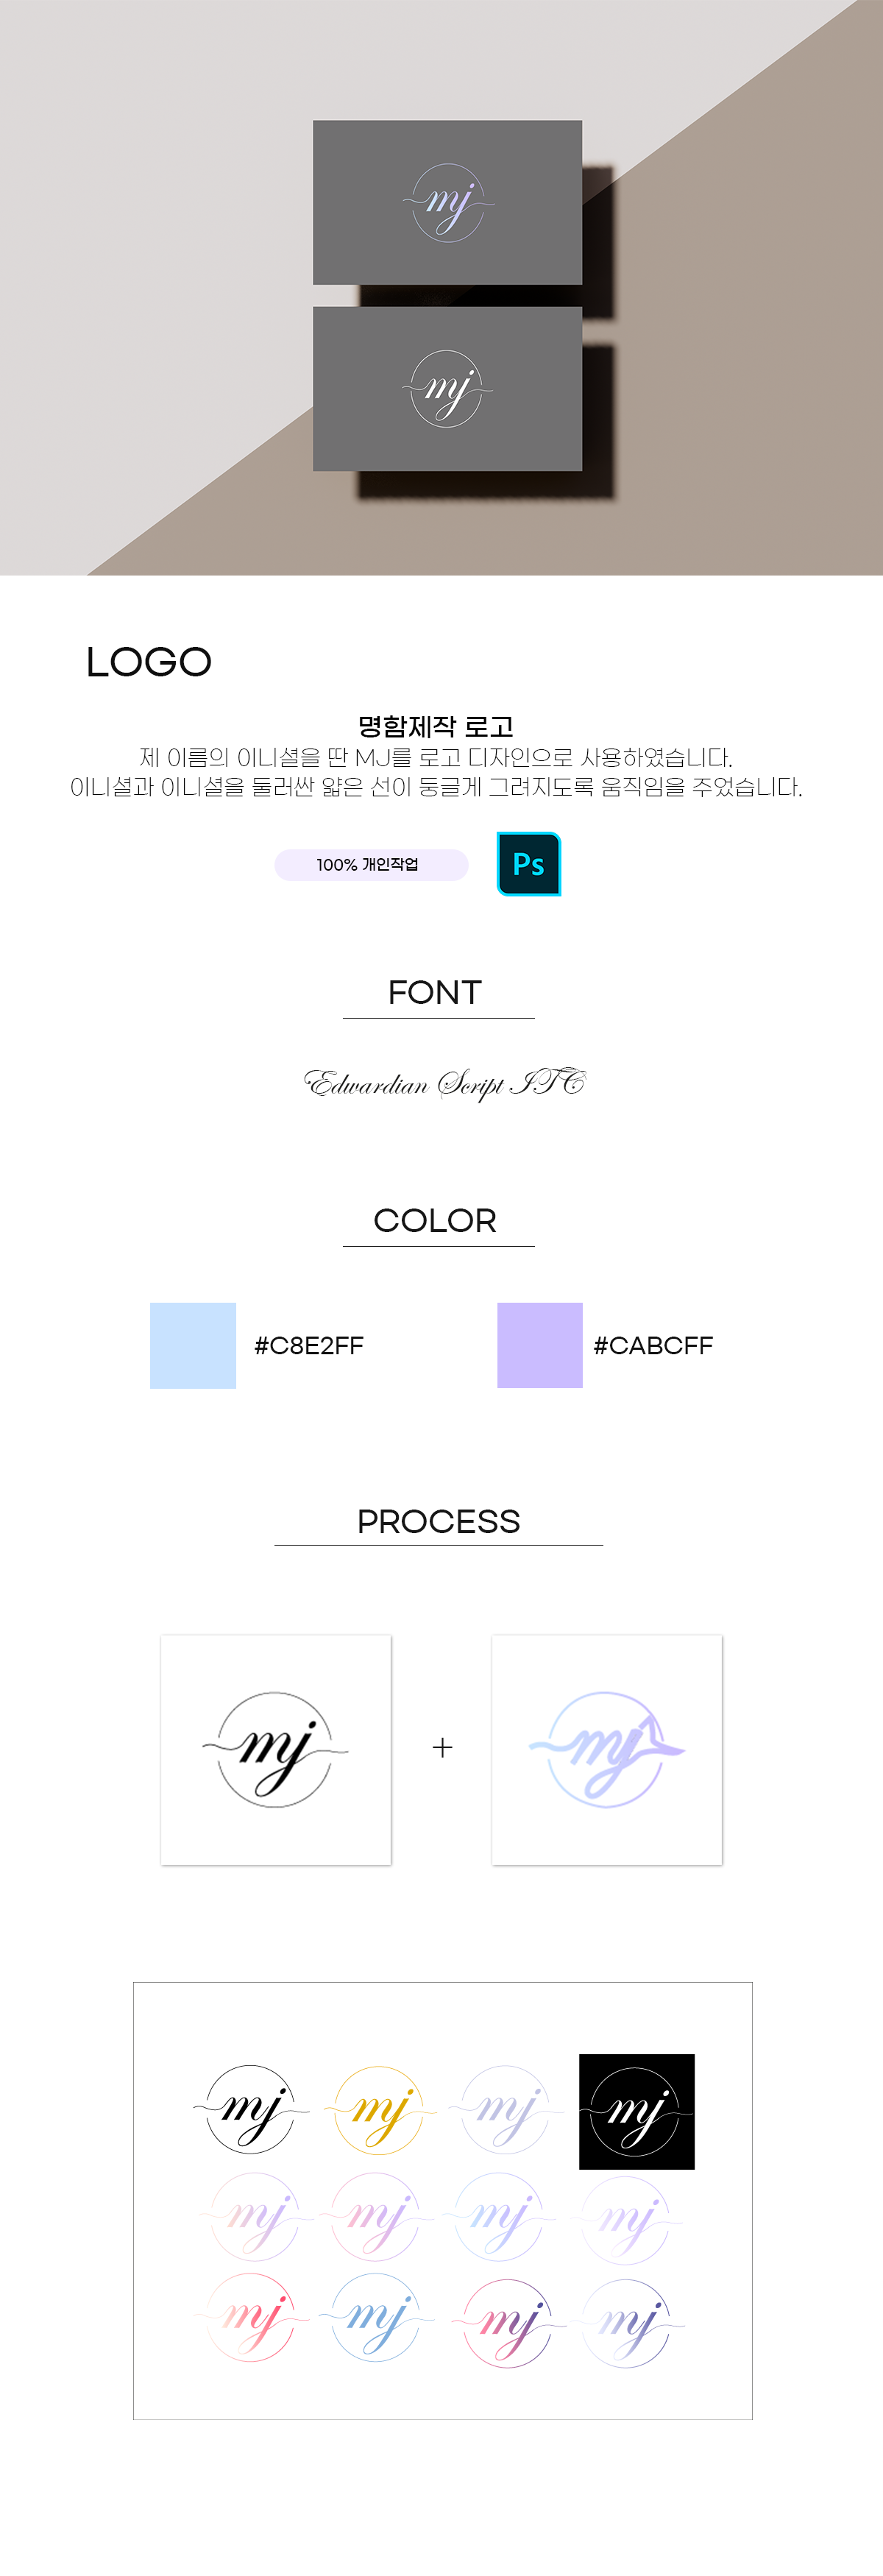 mj
mj
LOGO
명함제작 로고
제 이름의 이니셜을 딴 MJ를 로고 디자인으로 사용하였습니다.
이니셜과 이니셜을 둘러싼 얇은 선이 둥글게 그려지도록 움직임을 주었습니다.
100% 개인작업
Ps
FONT
Edwardian Script ITC
COLOR
#C8E2FF
#CABCFF
PROCESS
mj
+
mj
mj mj mj mj
mj mj mj mj
mj mj mj mj